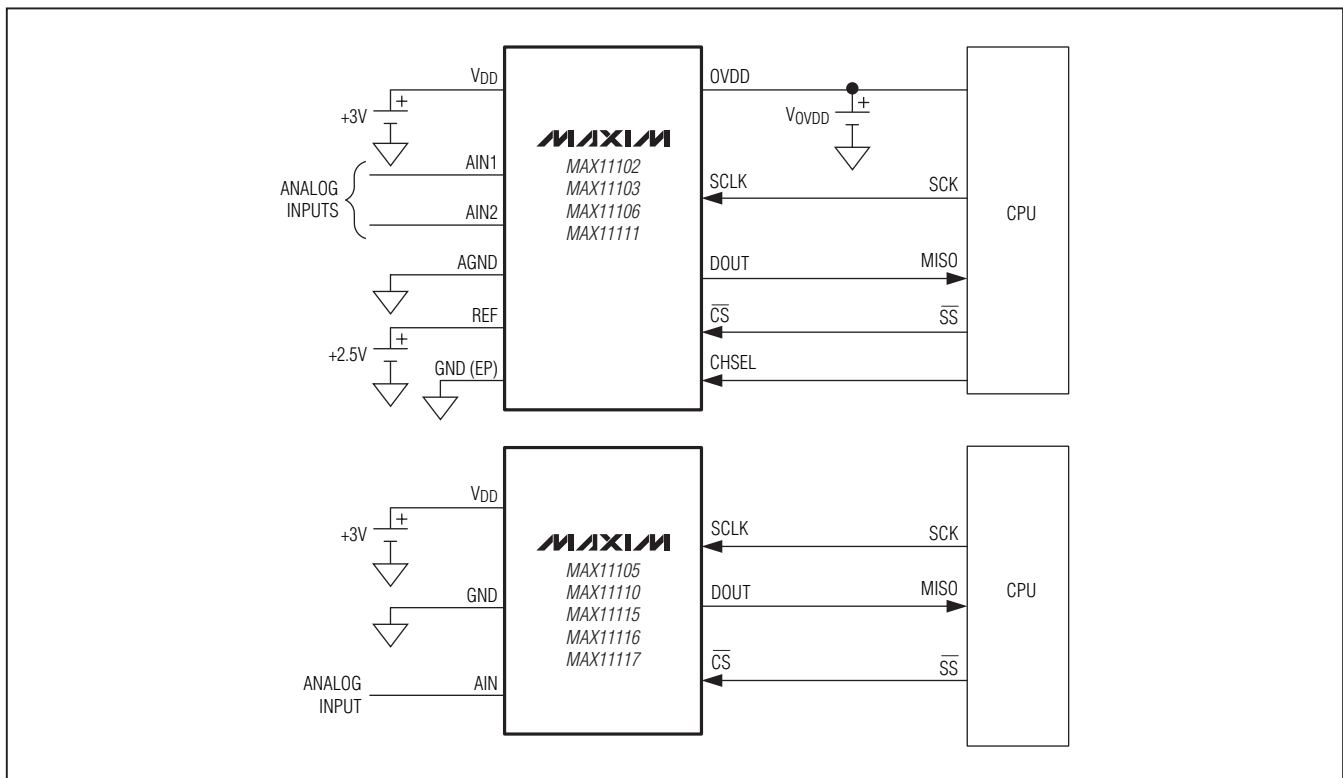 VDD
+3V
ANALOG
INPUTS
AIN1
AIN2
AGND
REF
+2.5V
GND (EP)
MAXIM
MAX11102
MAX11103
MAX11106
MAX11111
OVDD
VOVDD
+
+
+
SCLK
SCK
DOUT
MISO
CS
SS
CHSEL
CPU
VDD
+3V
+
GND
ANALOG
INPUT
AIN
MAXIM
MAX11105
MAX11110
MAX11115
MAX11116
MAX11117
SCLK
SCK
DOUT
MISO
CS
SS
CPU